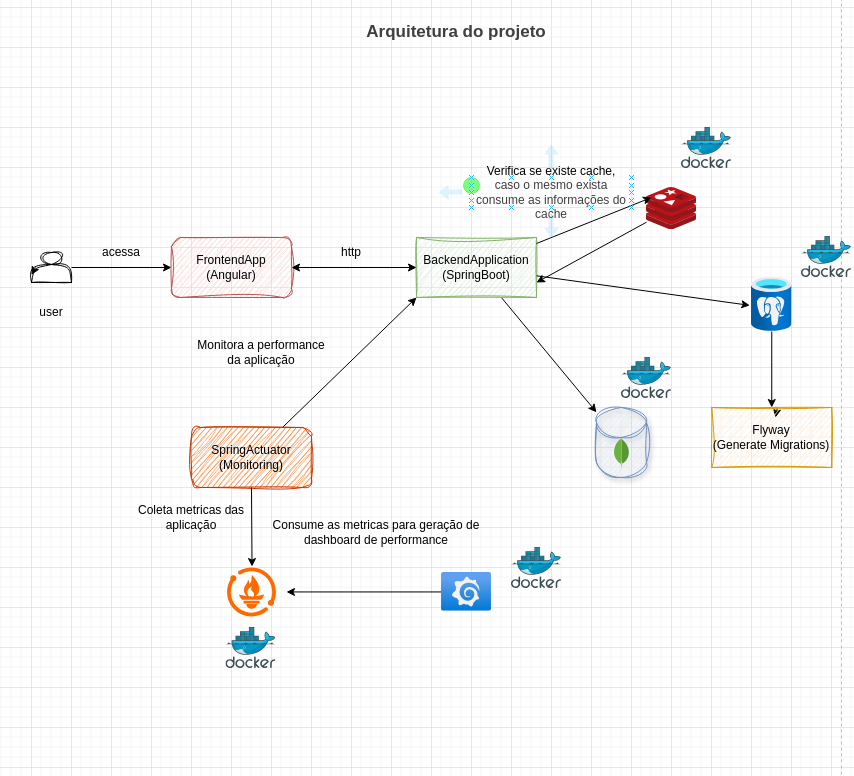 Arquitetura do projeto
docker
Verifica se existe cache,
caso o mesmo exista
consume as informações do
cache
docker
acessa
FrontendApp
(Angular)
http
BackendApplication
(SpringBoot)
user
Monitora a performance
da aplicação
docker
Flyway
(Generate Migrations)
SpringActuator
(Monitoring)
Coleta metricas das
aplicação
Consume as metricas para geração de
dashboard de performance
docker
docker